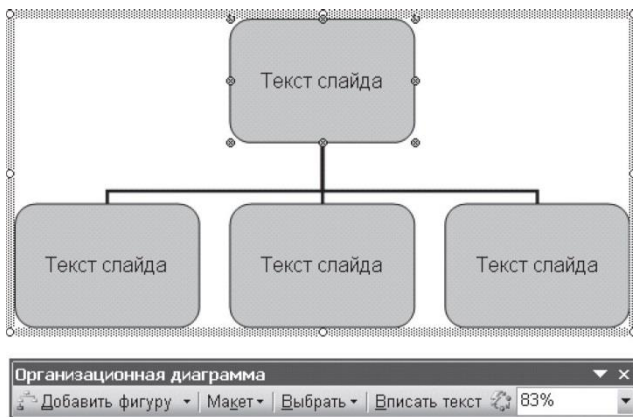 Текст слайда
Текст слайда Текст слайда Текст слайда
Организационная диаграмма
Добавить фигуру Макет Выбрать Вписать текст 83%